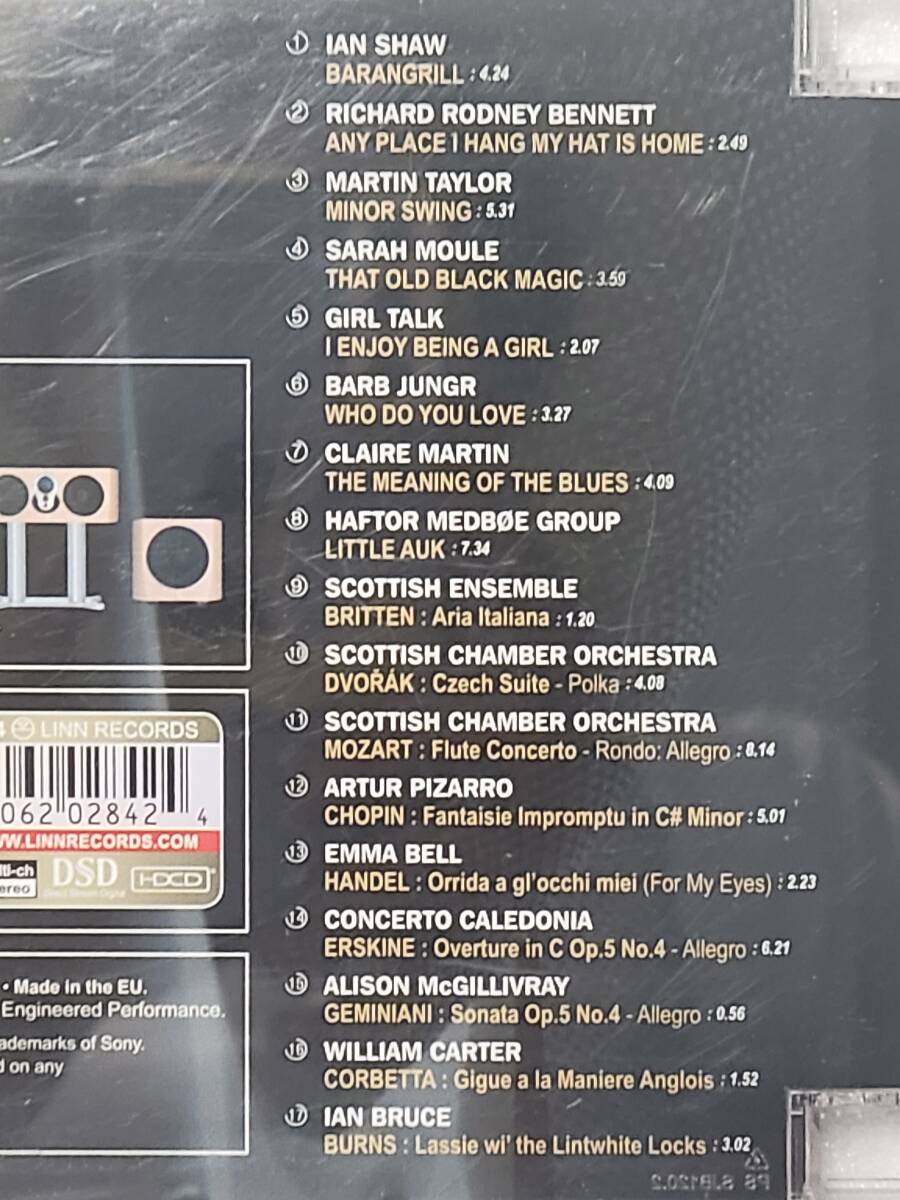 1 IAN SHAW
BARANGRILL : 4.24
2 RICHARD RODNEY BENNETT
ANY PLACE I HANG MY HAT IS HOME : 2.49
3 MARTIN TAYLOR
MINOR SWING : 5.31
4 SARAH MOULE
THAT OLD BLACK MAGIC : 3.59
5 GIRL TALK
I ENJOY BEING A GIRL : 2.07
6 BARB JUNGR
WHO DO YOU LOVE : 3.27
7 CLAIRE MARTIN
THE MEANING OF THE BLUES : 4.09
8 HAFTOR MEDBØE GROUP
LITTLE AUK : 7.34
9 SCOTTISH ENSEMBLE
BRITTEN : Aria Italiana : 1.20
10 SCOTTISH CHAMBER ORCHESTRA
DVOŘÁK : Czech Suite - Polka : 4.08
11 SCOTTISH CHAMBER ORCHESTRA
MOZART : Flute Concerto - Rondo: Allegro : 8.14
12 ARTUR PIZARRO
CHOPIN : Fantaisie Impromptu in C# Minor : 5.01
13 EMMA BELL
HANDEL : Orrida a gl'occhi miei (For My Eyes) : 2.23
14 CONCERTO CALEDONIA
ERSKINE : Overture in C Op.5 No.4 - Allegro : 6.21
15 ALISON McGILLIVRAY
GEMINIANI : Sonata Op.5 No.4 - Allegro : 0.56
16 WILLIAM CARTER
CORBETTA : Gigue a la Maniere Anglois : 1.52
17 IAN BRUCE
BURNS : Lassie wi' the Lintwhite Locks : 3.02
4 LINN RECORDS
062 02842 4
WWW.LINNRECORDS.COM
lti-ch
ereo
DSD
Direct Stream Digital
HDCD
• Made in the EU.
Engineered Performance.
ademarks of Sony.
d on any